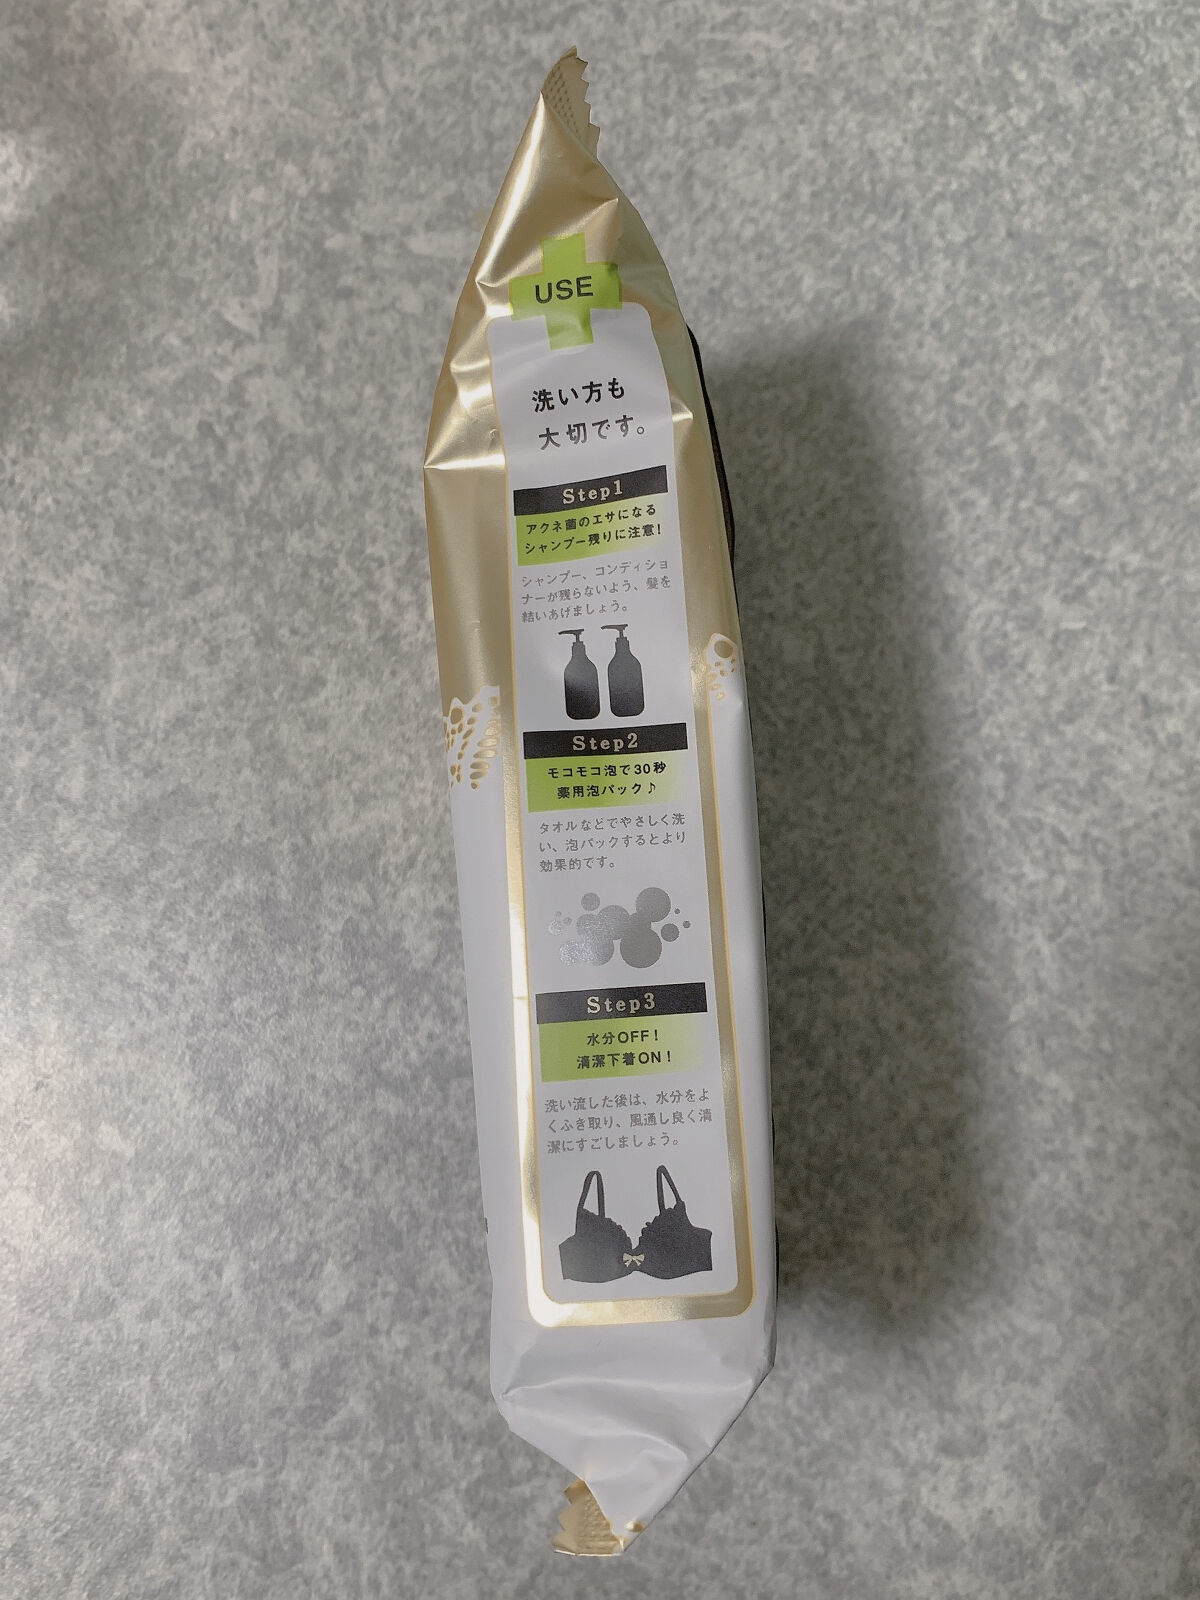 USE
洗い方も
大切です。
Step1
アクネ菌のエサになる
シャンプー残りに注意!
シャンプー、コンディショ
ナーが残らないよう、髪を
結いあげましょう。
Step2
モコモコ泡で30秒
薬用泡パック♪
タオルなどでやさしく洗
い、泡パックするとより
効果的です。
Step3
水分OFF!
清潔下着ON!
洗い流した後は、水分をよ
くふき取り、風通し良く清
潔にすごしましょう。